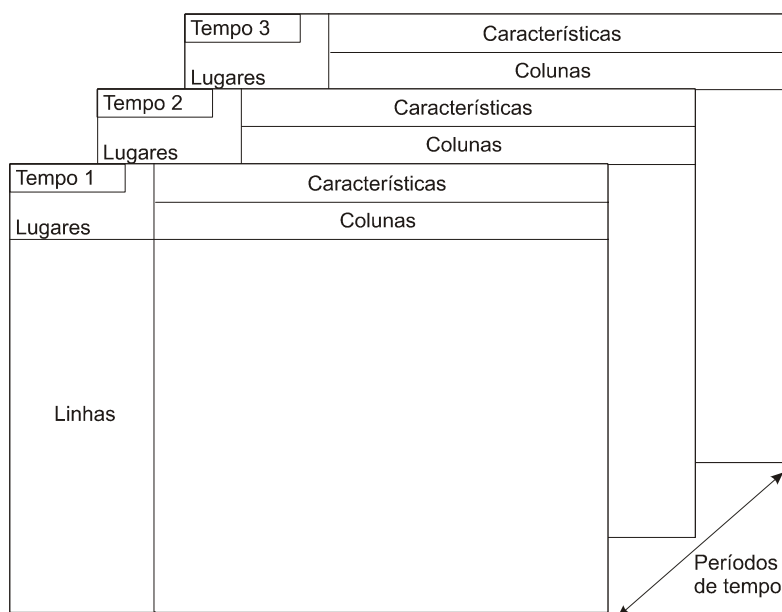 Tempo 3
Características
Lugares
Colunas
Tempo 2
Características
Lugares
Colunas
Tempo 1
Características
Lugares
Colunas
Linhas
Períodos
de tempo